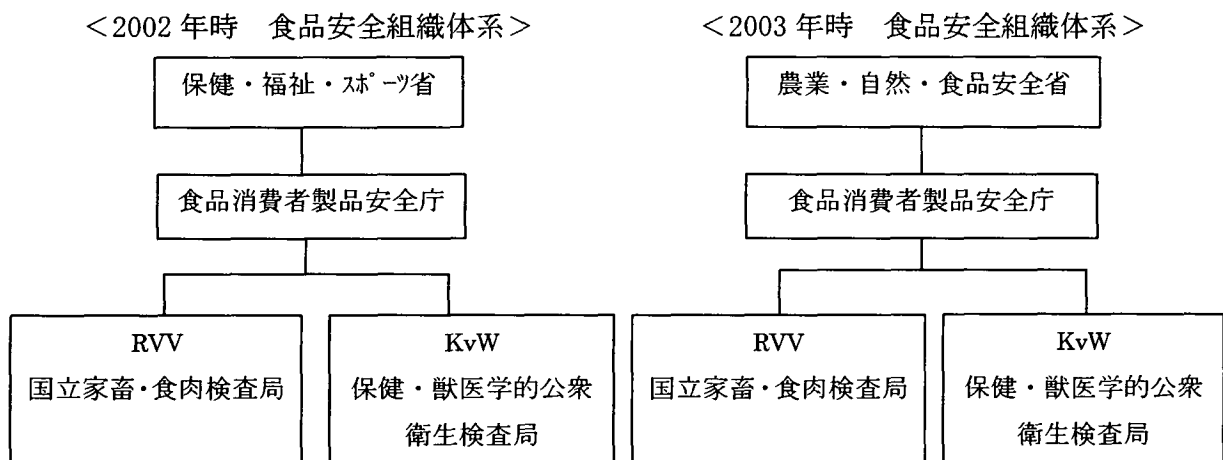 <2002 年時　食品安全組織体系>
保健・福祉・ｽﾎﾟｰﾂ省
食品消費者製品安全庁
RVV
国立家畜・食肉検査局
KvW
保健・獣医学的公衆
衛生検査局
<2003 年時　食品安全組織体系>
農業・自然・食品安全省
食品消費者製品安全庁
RVV
国立家畜・食肉検査局
KvW
保健・獣医学的公衆
衛生検査局